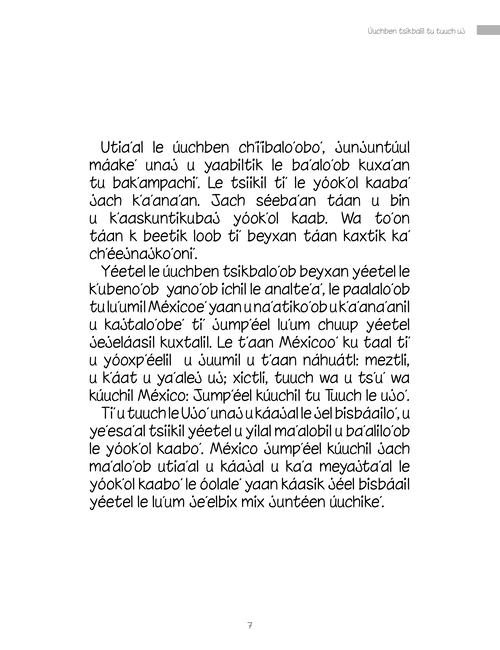 Úuchben tsikbalil tu tuuch uj
Utia'al le úuchben ch'i'ibalo'obo', junjuntúul
máake' unaj u yaabiltik le ba'alo'ob kuxa'an
tu bak'ampachi'. Le tsiikil ti' le yóok'ol kaaba'
jach k'a'ana'an. Jach séeba'an táan u bin
u k'aaskuntikubaj yóok'ol kaab. Wa to'on
táan k beetik loob ti' beyxan táan kaxtik ka'
ch'éejnajko'oni'.
Yéetel le úuchben tsikbalo'ob beyxan yéetel le
k'ubeno'ob yano'ob ichil le analte'a', le paalalo'ob
tu lu'umil Méxicoe' yaan u na'atiko'ob u k'a'ana'anil
u kajtalo'obe' ti' jump'éel lu'um chuup yéetel
jejeláasil kuxtalil. Le t'aan Méxicoo' ku taal ti'
u yóoxp'éelil u juumil u t'aan náhuatl: meztli,
u k'áat u ya'alej uj; xictli, tuuch wa u ts'u' wa
kúuchil México: Jump'éel kúuchil tu Tuuch le ujo'.
Ti' u tuuch le Ujo' unaj u káajal le jel bisbáailo', u
ye'esa'al tsiikil yéetel u yilal ma'alobil u ba'alilo'ob
le yóok'ol kaabo'. México jump'éel kúuchil jach
ma'alo'ob utia'al u káajal u ka'a meyajta'al le
yóok'ol kaabo' le óolale' yaan káasik jéel bisbáail
yéetel le lu'um je'elbix mix juntéen úuchike'.
7